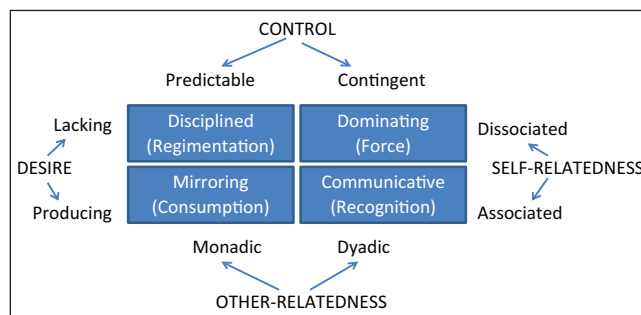 CONTROL
Predictable Contingent
Lacking Disciplined Dominating Dissociated
(Regimentation) (Force)
DESIRE SELF-RELATEDNESS
Mirroring Communicative
Producing (Consumption) (Recognition) Associated
Monadic Dyadic
OTHER-RELATEDNESS